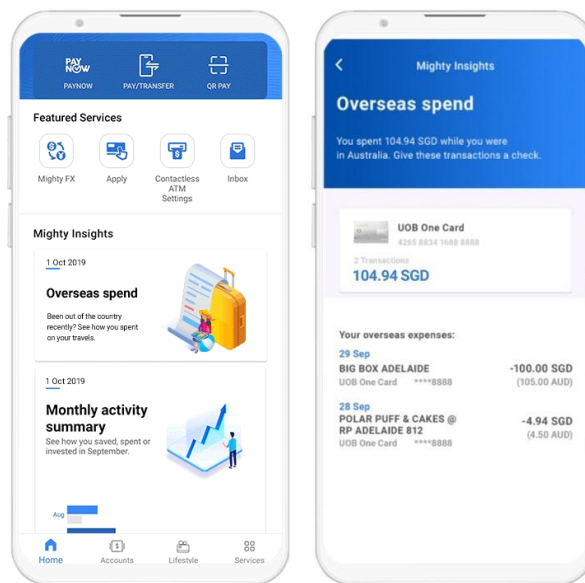 PAY
NOW
PAYNOW
PAY/TRANSFER
QR PAY
Featured Services
Mighty FX
Apply
Contactless
ATM
Settings
Inbox
Mighty Insights
1 Oct 2019
Overseas spend
Been out of the country
recently? See how you spent
on your travels.
1 Oct 2019
Monthly activity
summary
See how you saved, spent or
invested in September.
Aug
Home
Accounts
Lifestyle
Services
Mighty Insights
Overseas spend
You spent 104.94 SGD while you were
in Australia. Give these transactions a check.
UOB One Card
4265 8834 1688 8888
2 Transactions
104.94 SGD
Your overseas expenses:
29 Sep
BIG BOX ADELAIDE -100.00 SGD
UOB One Card ****8888 (105.00 AUD)
28 Sep
POLAR PUFF & CAKES @ -4.94 SGD
RP ADELAIDE 812 (4.50 AUD)
UOB One Card ****8888